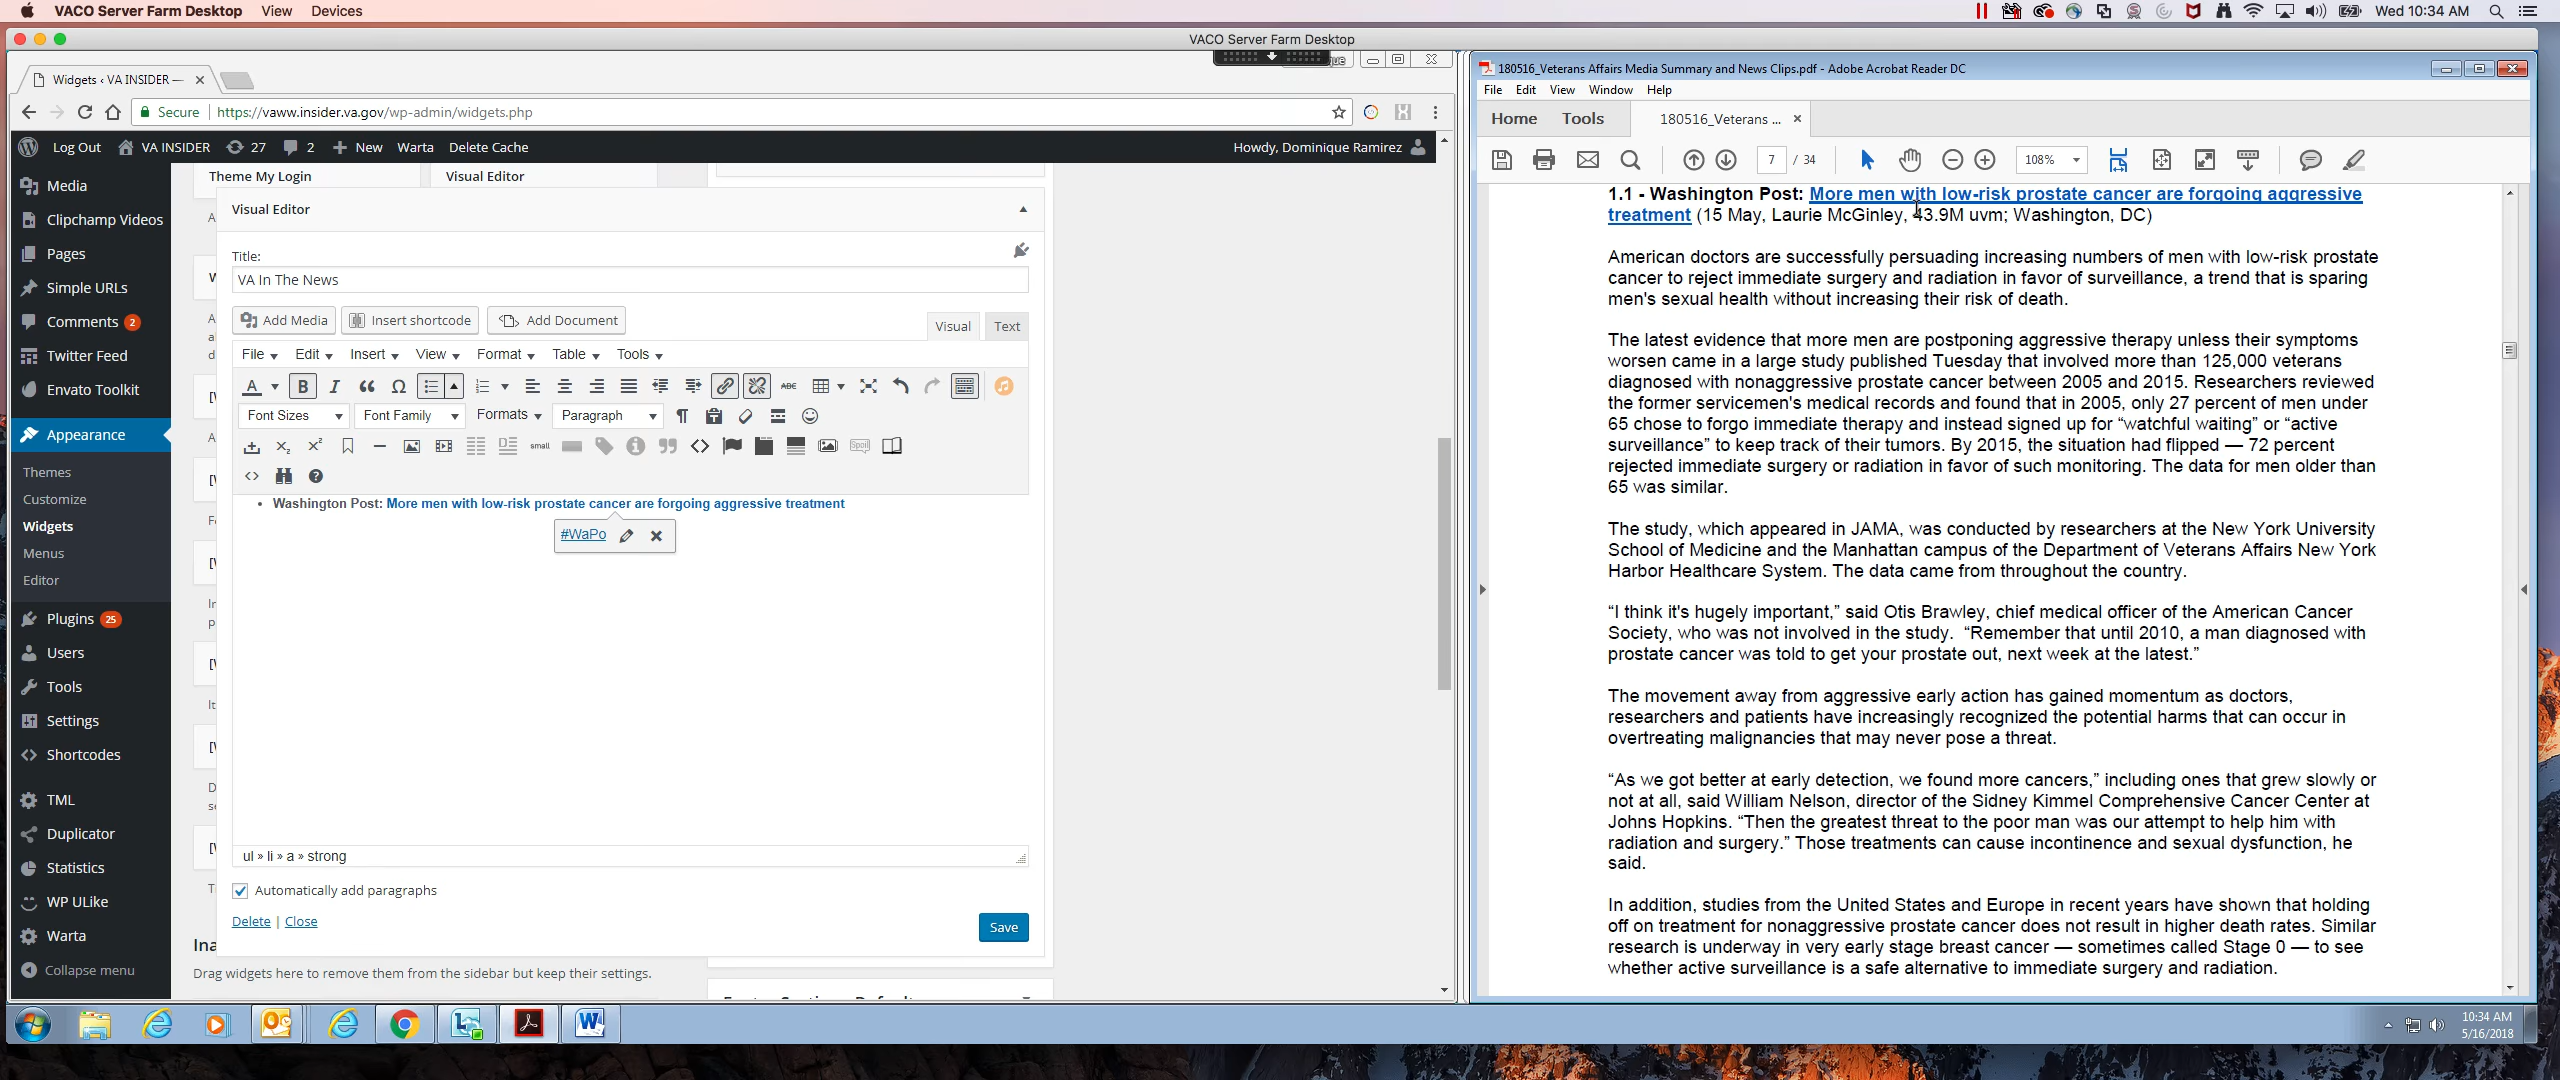 VACO Server Farm Desktop View Devices
Wed 10:34 AM
VACO Server Farm Desktop
Widgets ‹ VA INSIDER —
Secure https://vaww.insider.va.gov/wp-admin/widgets.php
Log Out VA INSIDER 27 2 New Warta Delete Cache Howdy, Dominique Ramirez
Media
Clipchamp Videos
Pages
Simple URLs
Comments 2
Twitter Feed
Envato Toolkit
Appearance
Themes
Customize
Widgets
Menus
Editor
Plugins 25
Users
Tools
Settings
Shortcodes
TML
Duplicator
Statistics
WP ULike
Warta
Collapse menu
Theme My Login Visual Editor
Visual Editor
Title:
VA In The News
Add Media Insert shortcode Add Document
Visual Text
File Edit Insert View Format Table Tools
Font Sizes Font Family Formats Paragraph
• Washington Post: More men with low-risk prostate cancer are forgoing aggressive treatment
#WaPo
ul » li » a » strong
Automatically add paragraphs
Delete | Close
Save
Ina
Drag widgets here to remove them from the sidebar but keep their settings.
180516_Veterans Affairs Media Summary and News Clips.pdf - Adobe Acrobat Reader DC
File Edit View Window Help
Home Tools 180516_Veterans ...
7 / 34 108%
1.1 - Washington Post: More men with low-risk prostate cancer are forgoing aggressive
treatment (15 May, Laurie McGinley, 43.9M uvm; Washington, DC)
American doctors are successfully persuading increasing numbers of men with low-risk prostate
cancer to reject immediate surgery and radiation in favor of surveillance, a trend that is sparing
men's sexual health without increasing their risk of death.
The latest evidence that more men are postponing aggressive therapy unless their symptoms
worsen came in a large study published Tuesday that involved more than 125,000 veterans
diagnosed with nonaggressive prostate cancer between 2005 and 2015. Researchers reviewed
the former servicemen's medical records and found that in 2005, only 27 percent of men under
65 chose to forgo immediate therapy and instead signed up for “watchful waiting” or “active
surveillance” to keep track of their tumors. By 2015, the situation had flipped — 72 percent
rejected immediate surgery or radiation in favor of such monitoring. The data for men older than
65 was similar.
The study, which appeared in JAMA, was conducted by researchers at the New York University
School of Medicine and the Manhattan campus of the Department of Veterans Affairs New York
Harbor Healthcare System. The data came from throughout the country.
“I think it's hugely important,” said Otis Brawley, chief medical officer of the American Cancer
Society, who was not involved in the study. “Remember that until 2010, a man diagnosed with
prostate cancer was told to get your prostate out, next week at the latest.”
The movement away from aggressive early action has gained momentum as doctors,
researchers and patients have increasingly recognized the potential harms that can occur in
overtreating malignancies that may never pose a threat.
“As we got better at early detection, we found more cancers,” including ones that grew slowly or
not at all, said William Nelson, director of the Sidney Kimmel Comprehensive Cancer Center at
Johns Hopkins. “Then the greatest threat to the poor man was our attempt to help him with
radiation and surgery.” Those treatments can cause incontinence and sexual dysfunction, he
said.
In addition, studies from the United States and Europe in recent years have shown that holding
off on treatment for nonaggressive prostate cancer does not result in higher death rates. Similar
research is underway in very early stage breast cancer — sometimes called Stage 0 — to see
whether active surveillance is a safe alternative to immediate surgery and radiation.
10:34 AM
5/16/2018